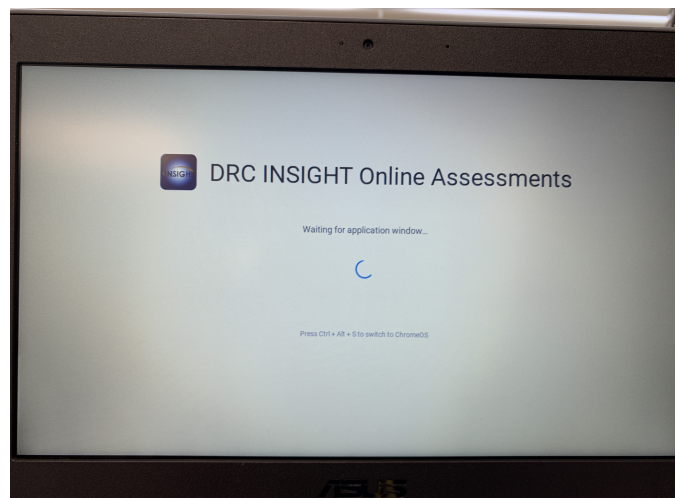 INSIGHT
DRC INSIGHT Online Assessments
Waiting for application window...
Press Ctrl + Alt + S to switch to ChromeOS
ASUS